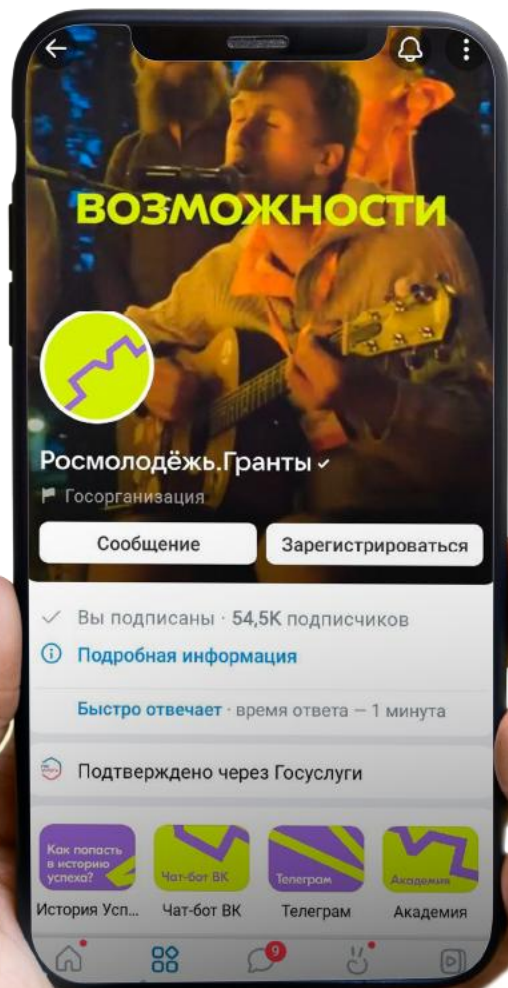 ВОЗМОЖНОСТИ
Росмолодёжь.Гранты
Госорганизация
Сообщение
Зарегистрироваться
Вы подписаны · 54,5K подписчиков
Подробная информация
Быстро отвечает · время ответа — 1 минута
Подтверждено через Госуслуги
Как попасть
в историю
успеха?
Чат-бот ВК
Телеграм
Академия
История Усп...
Чат-бот ВК
Телеграм
Академия
9